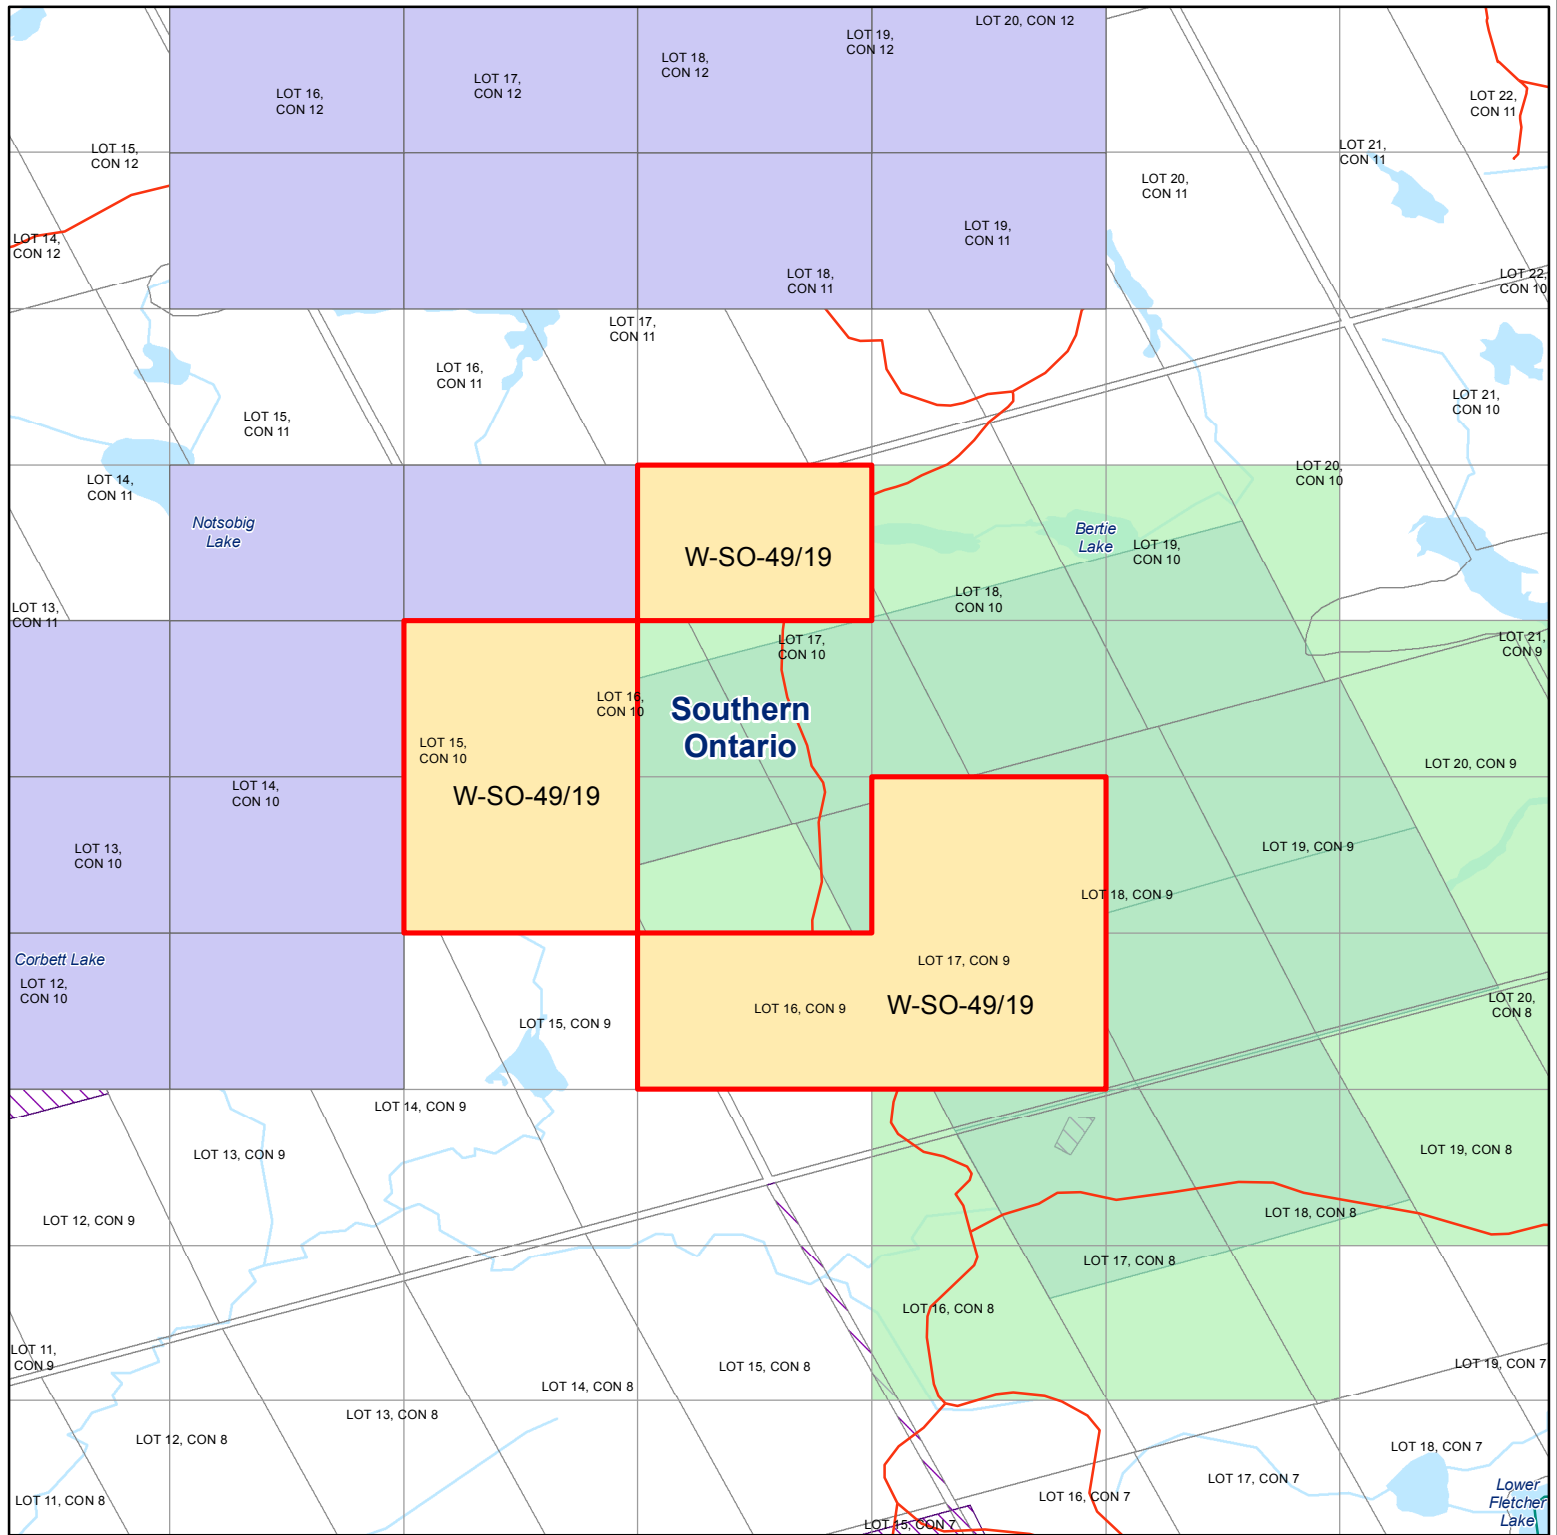 LOT 20, CON 12
LOT 19,
CON 12
LOT 18,
CON 12
LOT 17,
CON 12
LOT 16,
CON 12
LOT 22,
CON 11
LOT 15,
CON 12
LOT 21,
CON 11
LOT 20,
CON 11
LOT 14,
CON 12
LOT 19,
CON 11
LOT 18,
CON 11
LOT 22,
CON 10
LOT 17,
CON 11
LOT 16,
CON 11
LOT 15,
CON 11
LOT 21,
CON 10
LOT 14,
CON 11
LOT 20,
CON 10
Notsobig
Lake
Bertie
Lake
W-SO-49/19
LOT 19,
CON 10
LOT 18,
CON 10
LOT 13,
CON 11
LOT 17,
CON 10
LOT 21,
CON 9
LOT 16,
CON 10
Southern
Ontario
LOT 15,
CON 10
LOT 20, CON 9
LOT 14,
CON 10
W-SO-49/19
LOT 13,
CON 10
LOT 19, CON 9
LOT 18, CON 9
Corbett Lake
LOT 17, CON 9
LOT 12,
CON 10
LOT 16, CON 9
W-SO-49/19
LOT 20,
CON 8
LOT 15, CON 9
LOT 14, CON 9
LOT 13, CON 9
LOT 19, CON 8
LOT 12, CON 9
LOT 18, CON 8
LOT 17, CON 8
LOT 16, CON 8
LOT 11,
CON 9
LOT 15, CON 8
LOT 19, CON 7
LOT 14, CON 8
LOT 13, CON 8
LOT 12, CON 8
LOT 18, CON 7
LOT 17, CON 7
LOT 16, CON 7
LOT 11, CON 8
Lower
Fletcher
Lake
LOT 15, CON 7